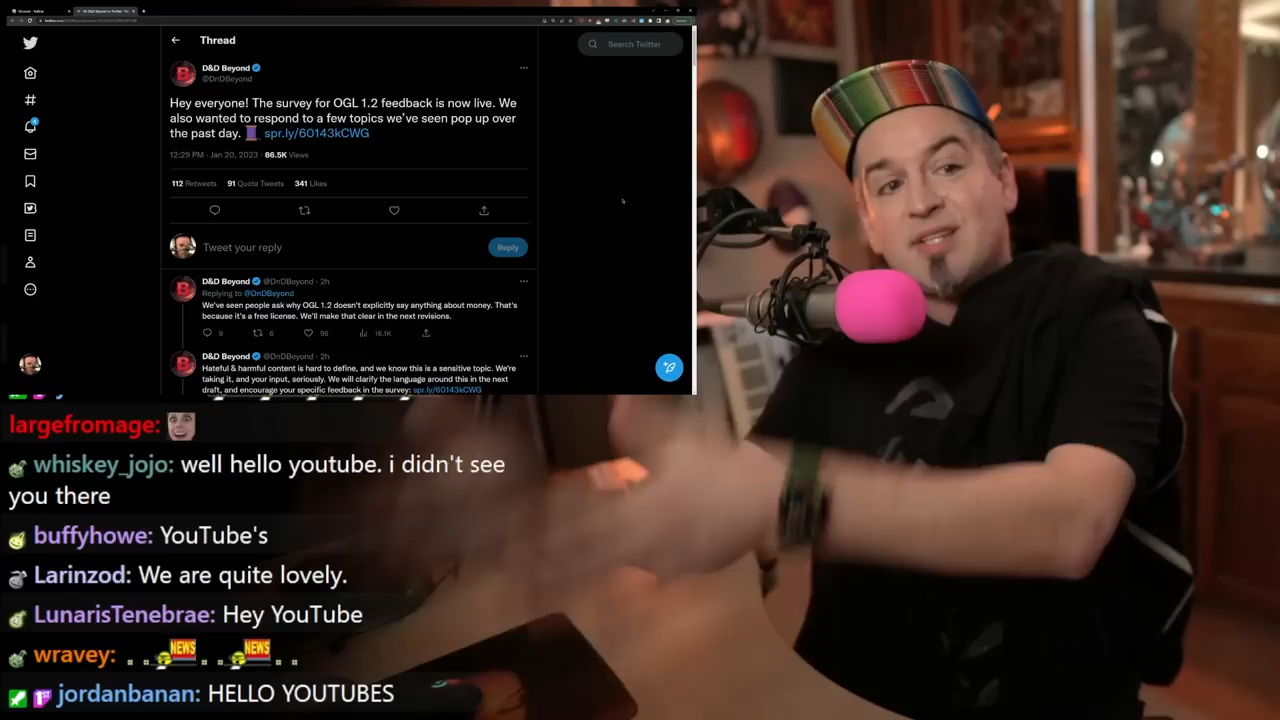 Thread
Search Twitter
D&D Beyond
@DnDBeyond
Hey everyone! The survey for OGL 1.2 feedback is now live. We
also wanted to respond to a few topics we've seen pop up over
the past day. spr.ly/60143kCWG
12:29 PM · Jan 20, 2023 · 86.5K Views
112 Retweets 91 Quote Tweets 341 Likes
Tweet your reply
Reply
D&D Beyond @DnDBeyond · 2h
Replying to @DnDBeyond
We've seen people ask why OGL 1.2 doesn't explicitly say anything about money. That's
because it's a free license. We'll make that clear in the next revisions.
9 6 96 16.1K
D&D Beyond @DnDBeyond · 2h
Hateful & harmful content is hard to define, and we know this is a sensitive topic. We're
taking it, and your input, seriously. We will clarify the language around this in the next
draft, and encourage your specific feedback in the survey: spr.ly/60143kCWG
largefromage:
whiskey_jojo: well hello youtube. i didn't see
you there
buffyhowe: YouTube's
Larinzod: We are quite lovely.
LunarisTenebrae: Hey YouTube
wravey: . . NEWS . . NEWS . .
jordanbanan: HELLO YOUTUBES